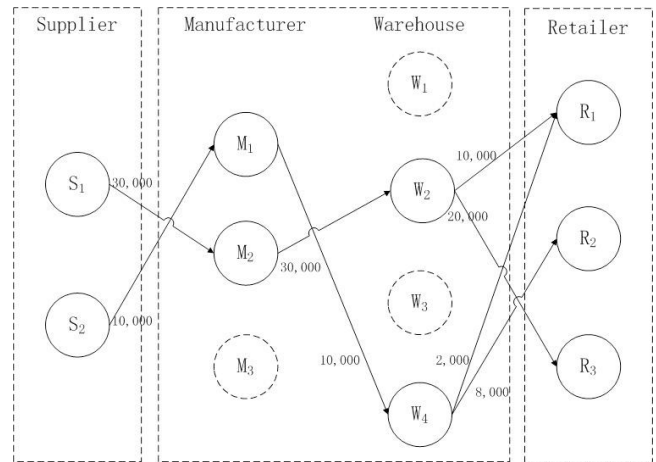 Supplier
Manufacturer
Warehouse
Retailer
W1
M1
R1
10,000
S1
30,000
W2
20,000
M2
30,000
R2
W3
S2
10,000
M3
10,000
2,000
R3
8,000
W4